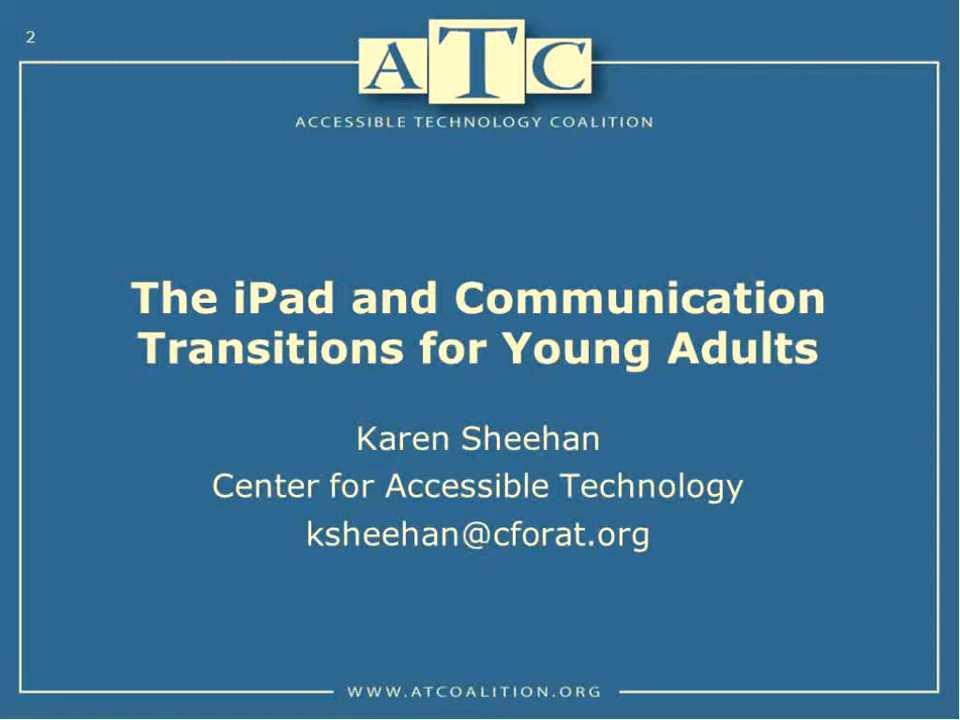 2
ATC
ACCESSIBLE TECHNOLOGY COALITION
The iPad and Communication
Transitions for Young Adults
Karen Sheehan
Center for Accessible Technology
ksheehan@cforat.org
WWW.ATCOALITION.ORG